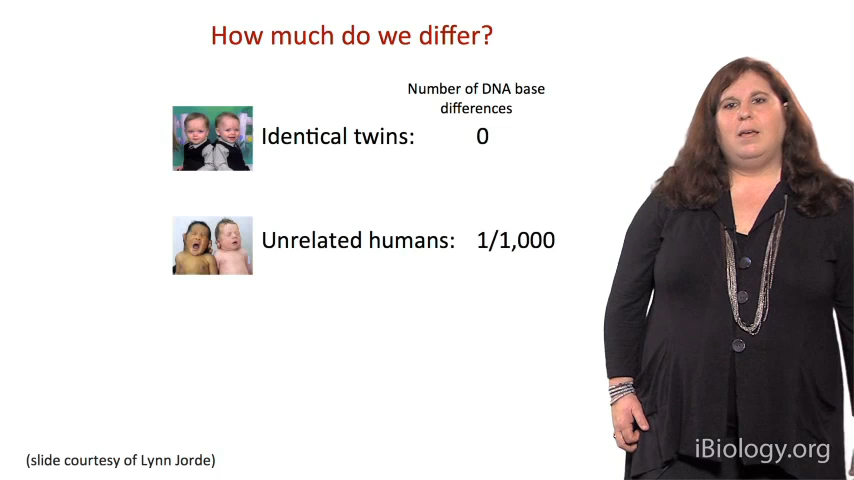 How much do we differ?
Number of DNA base
differences
Identical twins: 0
Unrelated humans: 1/1,000
(slide courtesy of Lynn Jorde)
iBiology.org